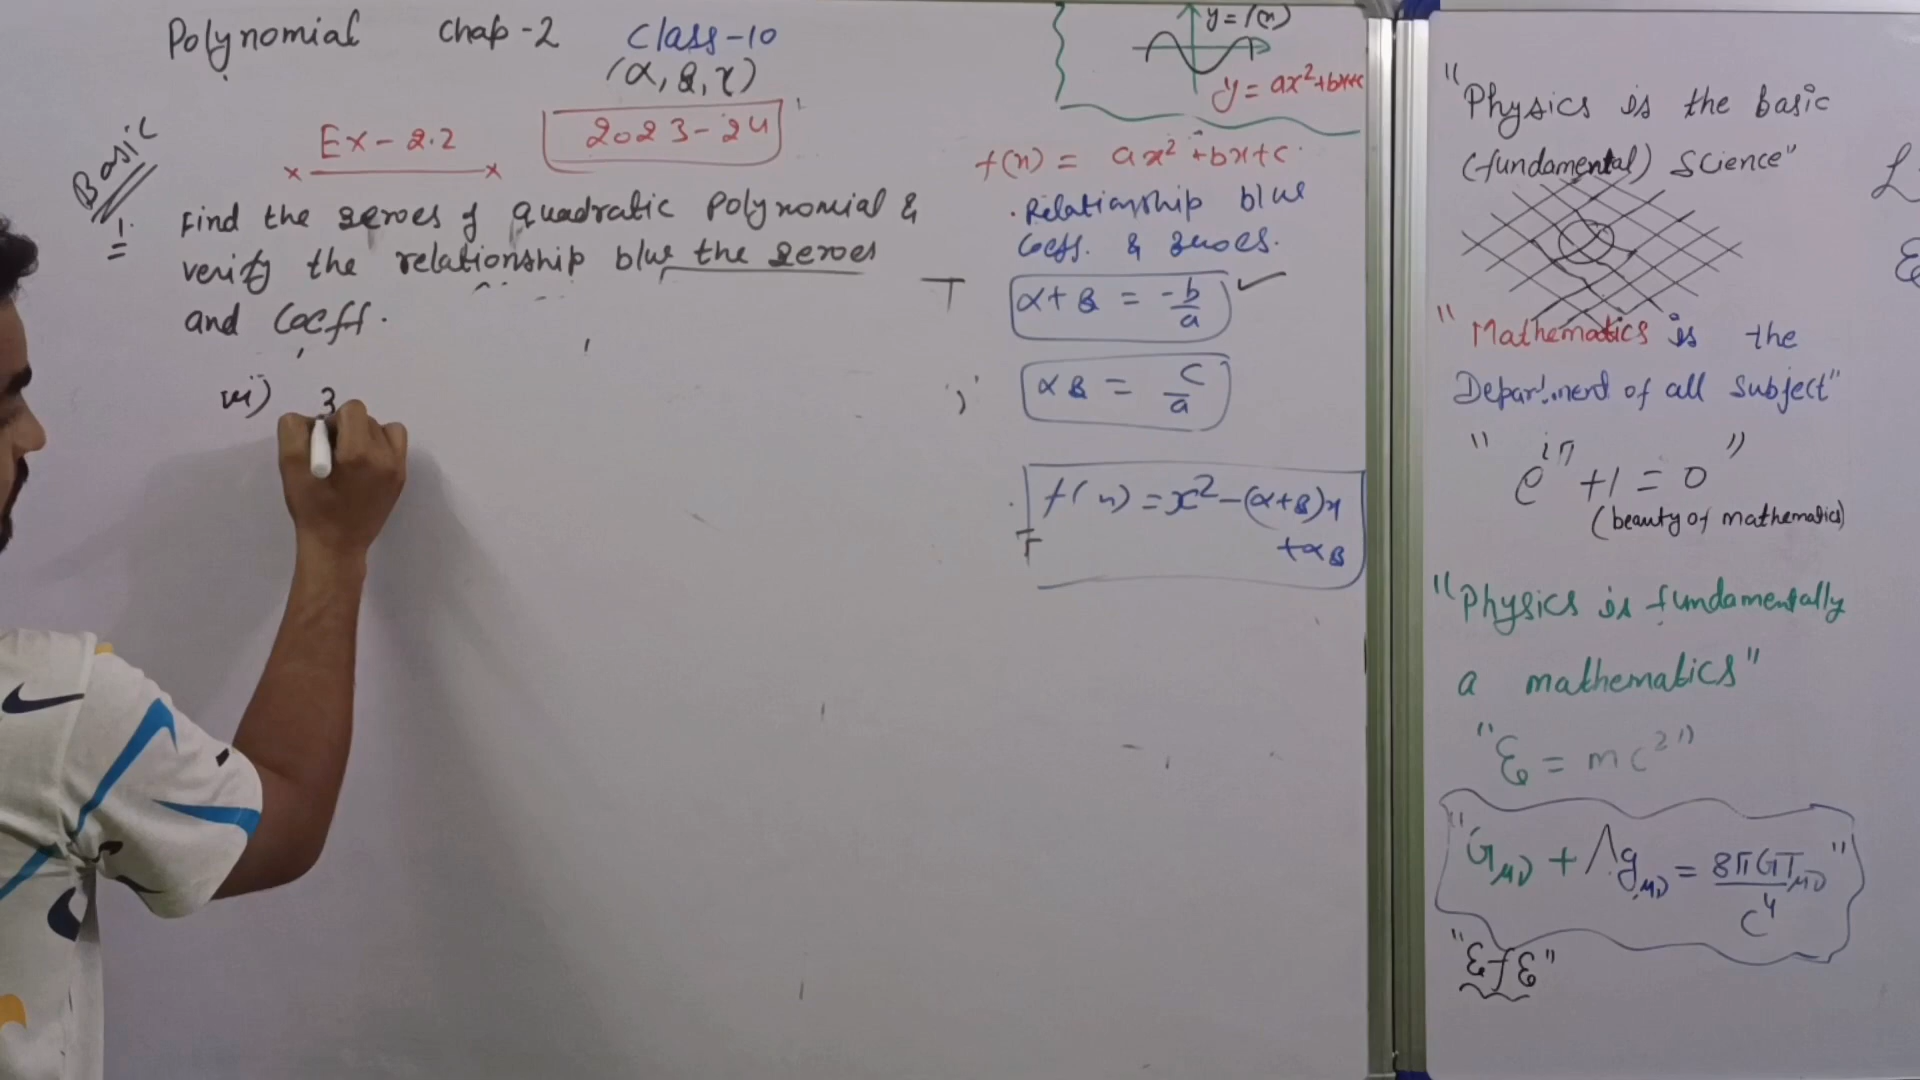 Polynomial Chap-2 Class-10
(α, β, γ)
Basic
Ex-2.2
2023-24
1. Find the zeroes of quadratic Polynomial &
verify the relationship b/w the zeroes
and Coeff.
vi) 3
y=f(x)
y = ax²+bx+c
f(x) = ax²+bx+c
Relationship b/w
Coeff. & zeroes.
α+β = -b/a
αβ = c/a
f(x) = x²-(α+β)x
+αβ
"Physics is the basic
(fundamental) Science"
"Mathematics is the
Department of all subject"
"e^iπ +1=0"
(beauty of mathematics)
"Physics is fundamentally
a mathematics"
"E = mc²"
"Gμν + Λgμν = 8πGTμν/c⁴"
"EfE"